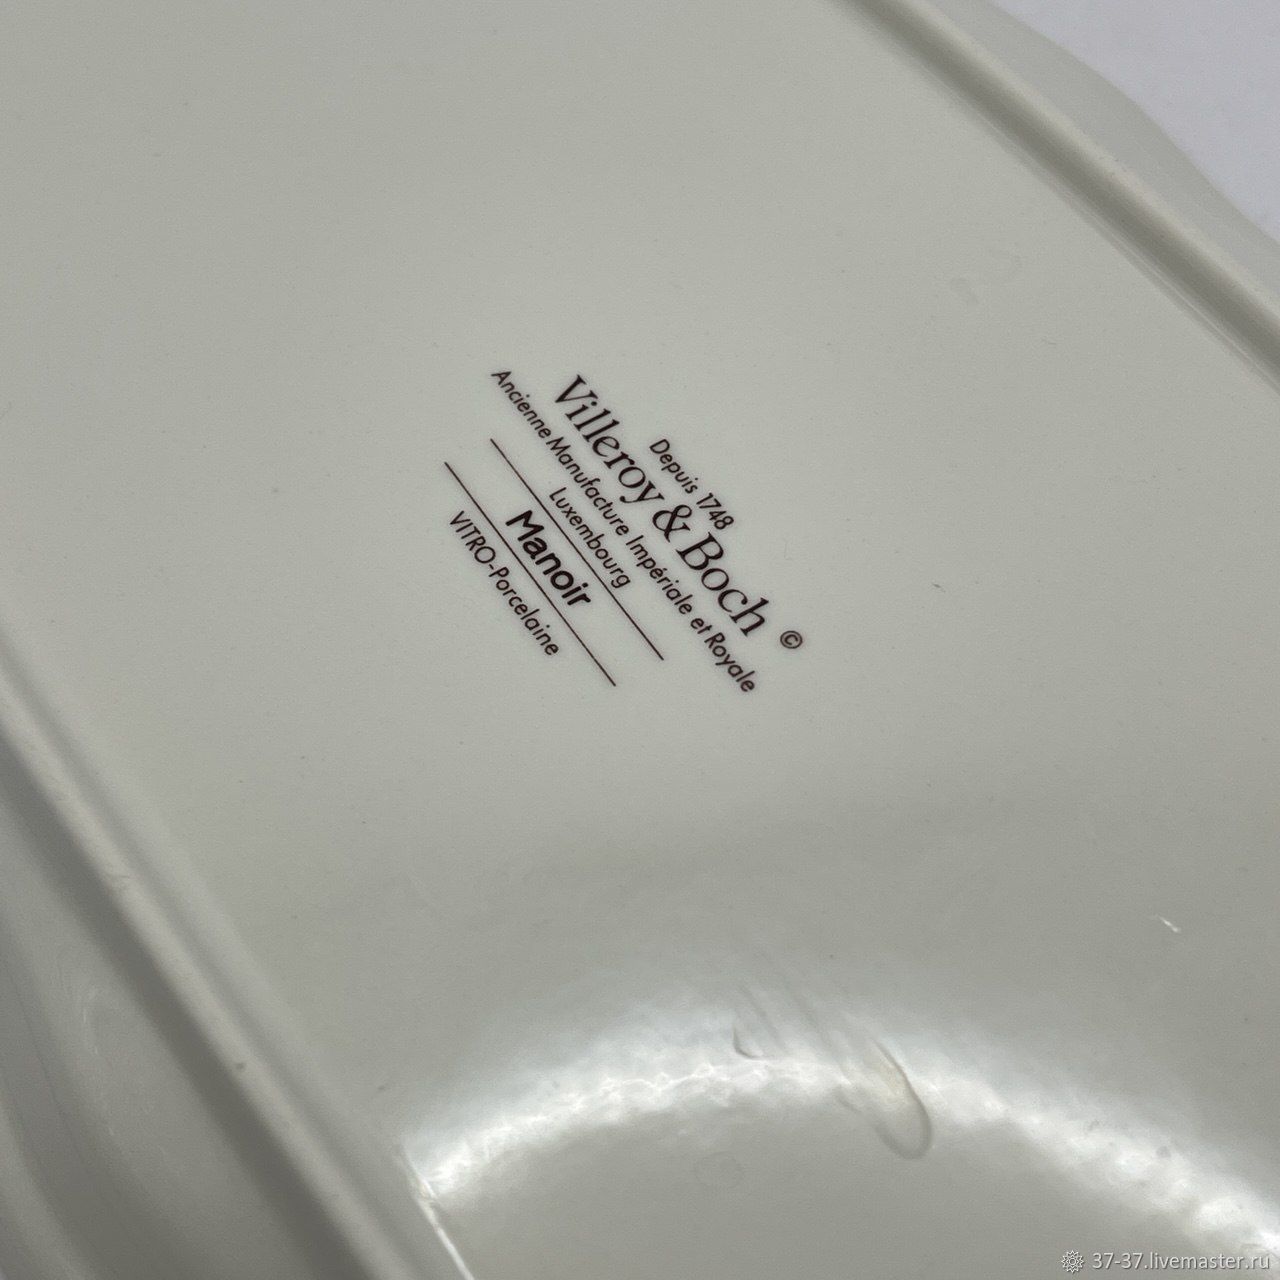 Depuis 1748
Villeroy & Boch ©
Ancienne Manufacture Impériale et Royale
Luxembourg
Manoir
VITRO-Porcelaine
37-37.livemaster.ru